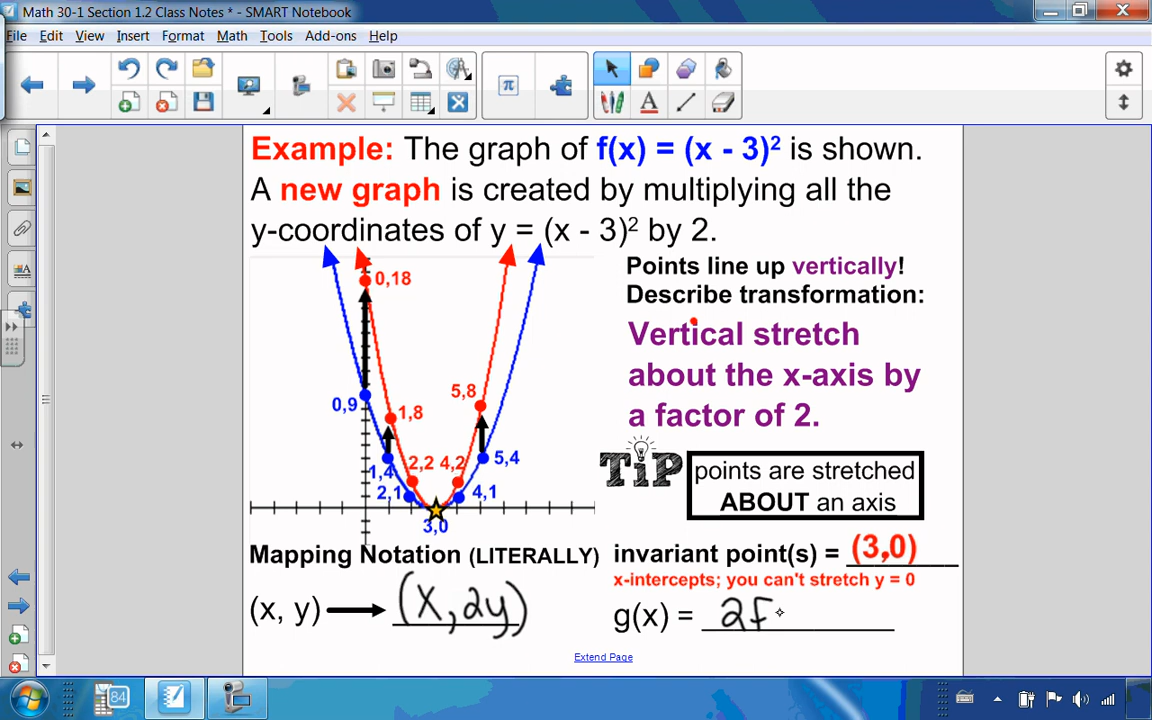 Math 30-1 Section 1.2 Class Notes * - SMART Notebook
File Edit View Insert Format Math Tools Add-ons Help
π
Example: The graph of f(x) = (x - 3)² is shown.
A new graph is created by multiplying all the
y-coordinates of y = (x - 3)² by 2.
Points line up vertically!
Describe transformation:
Vertical stretch
about the x-axis by
a factor of 2.
0,18
0,9
1,8
5,8
1,4
2,2
4,2
5,4
2,1
4,1
3,0
TiP
points are stretched
ABOUT an axis
Mapping Notation (LITERALLY)
(x, y) (x, 2y)
invariant point(s) = (3,0)
x-intercepts; you can't stretch y = 0
g(x) = 2f
Extend Page
84